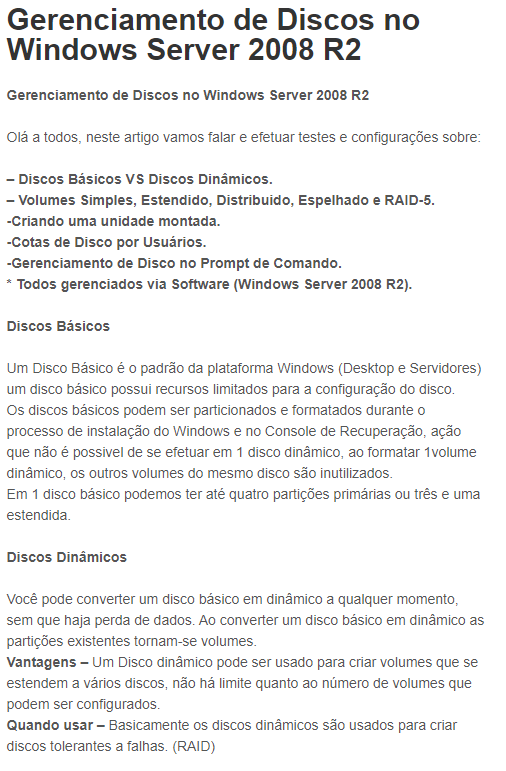 Gerenciamento de Discos no
Windows Server 2008 R2
Gerenciamento de Discos no Windows Server 2008 R2
Olá a todos, neste artigo vamos falar e efetuar testes e configurações sobre:
– Discos Básicos VS Discos Dinâmicos.
– Volumes Simples, Estendido, Distribuido, Espelhado e RAID-5.
-Criando uma unidade montada.
-Cotas de Disco por Usuários.
-Gerenciamento de Disco no Prompt de Comando.
* Todos gerenciados via Software (Windows Server 2008 R2).
Discos Básicos
Um Disco Básico é o padrão da plataforma Windows (Desktop e Servidores)
um disco básico possui recursos limitados para a configuração do disco.
Os discos básicos podem ser particionados e formatados durante o
processo de instalação do Windows e no Console de Recuperação, ação
que não é possivel de se efetuar em 1 disco dinâmico, ao formatar 1volume
dinâmico, os outros volumes do mesmo disco são inutilizados.
Em 1 disco básico podemos ter até quatro partições primárias ou três e uma
estendida.
Discos Dinâmicos
Você pode converter um disco básico em dinâmico a qualquer momento,
sem que haja perda de dados. Ao converter um disco básico em dinâmico as
partições existentes tornam-se volumes.
Vantagens – Um Disco dinâmico pode ser usado para criar volumes que se
estendem a vários discos, não há limite quanto ao número de volumes que
podem ser configurados.
Quando usar – Basicamente os discos dinâmicos são usados para criar
discos tolerantes a falhas. (RAID)